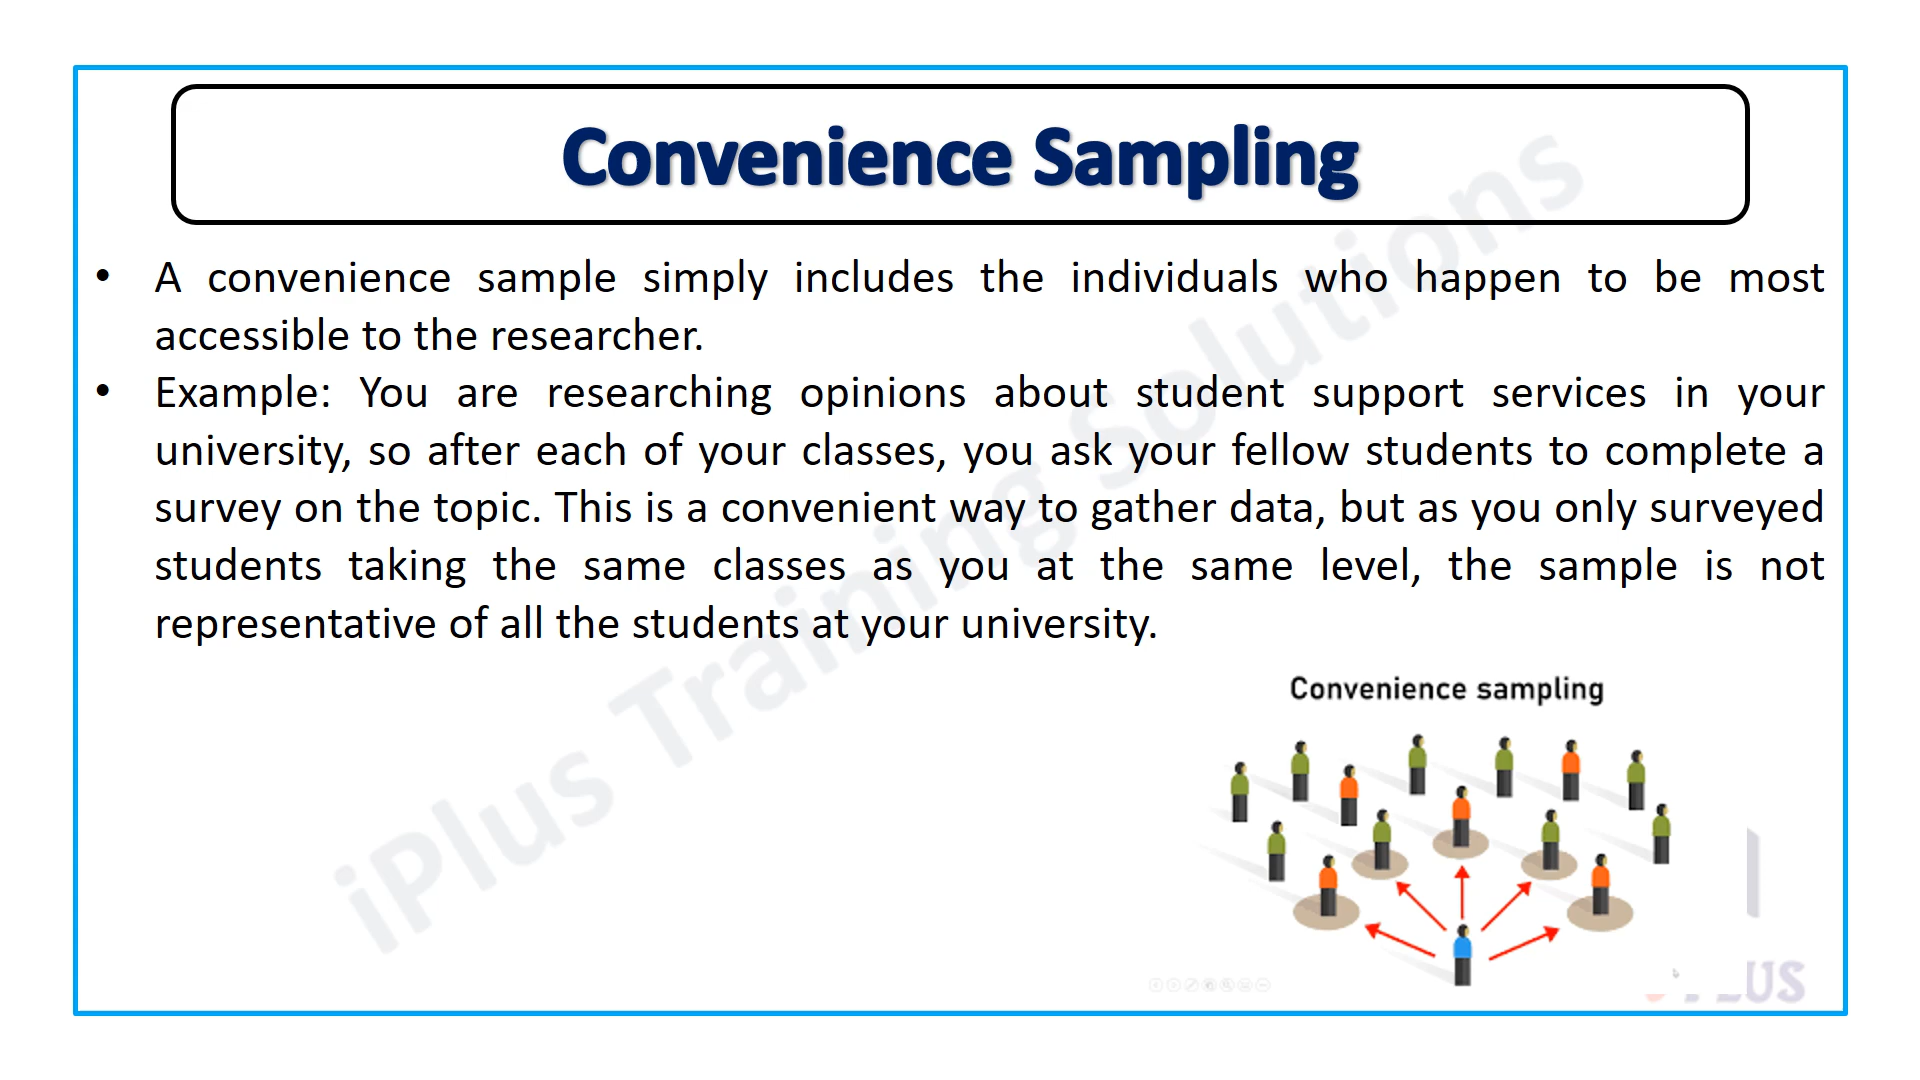 Convenience Sampling
• A convenience sample simply includes the individuals who happen to be most
accessible to the researcher.
• Example: You are researching opinions about student support services in your
university, so after each of your classes, you ask your fellow students to complete a
survey on the topic. This is a convenient way to gather data, but as you only surveyed
students taking the same classes as you at the same level, the sample is not
representative of all the students at your university.
Convenience sampling
iPlus Training Solutions